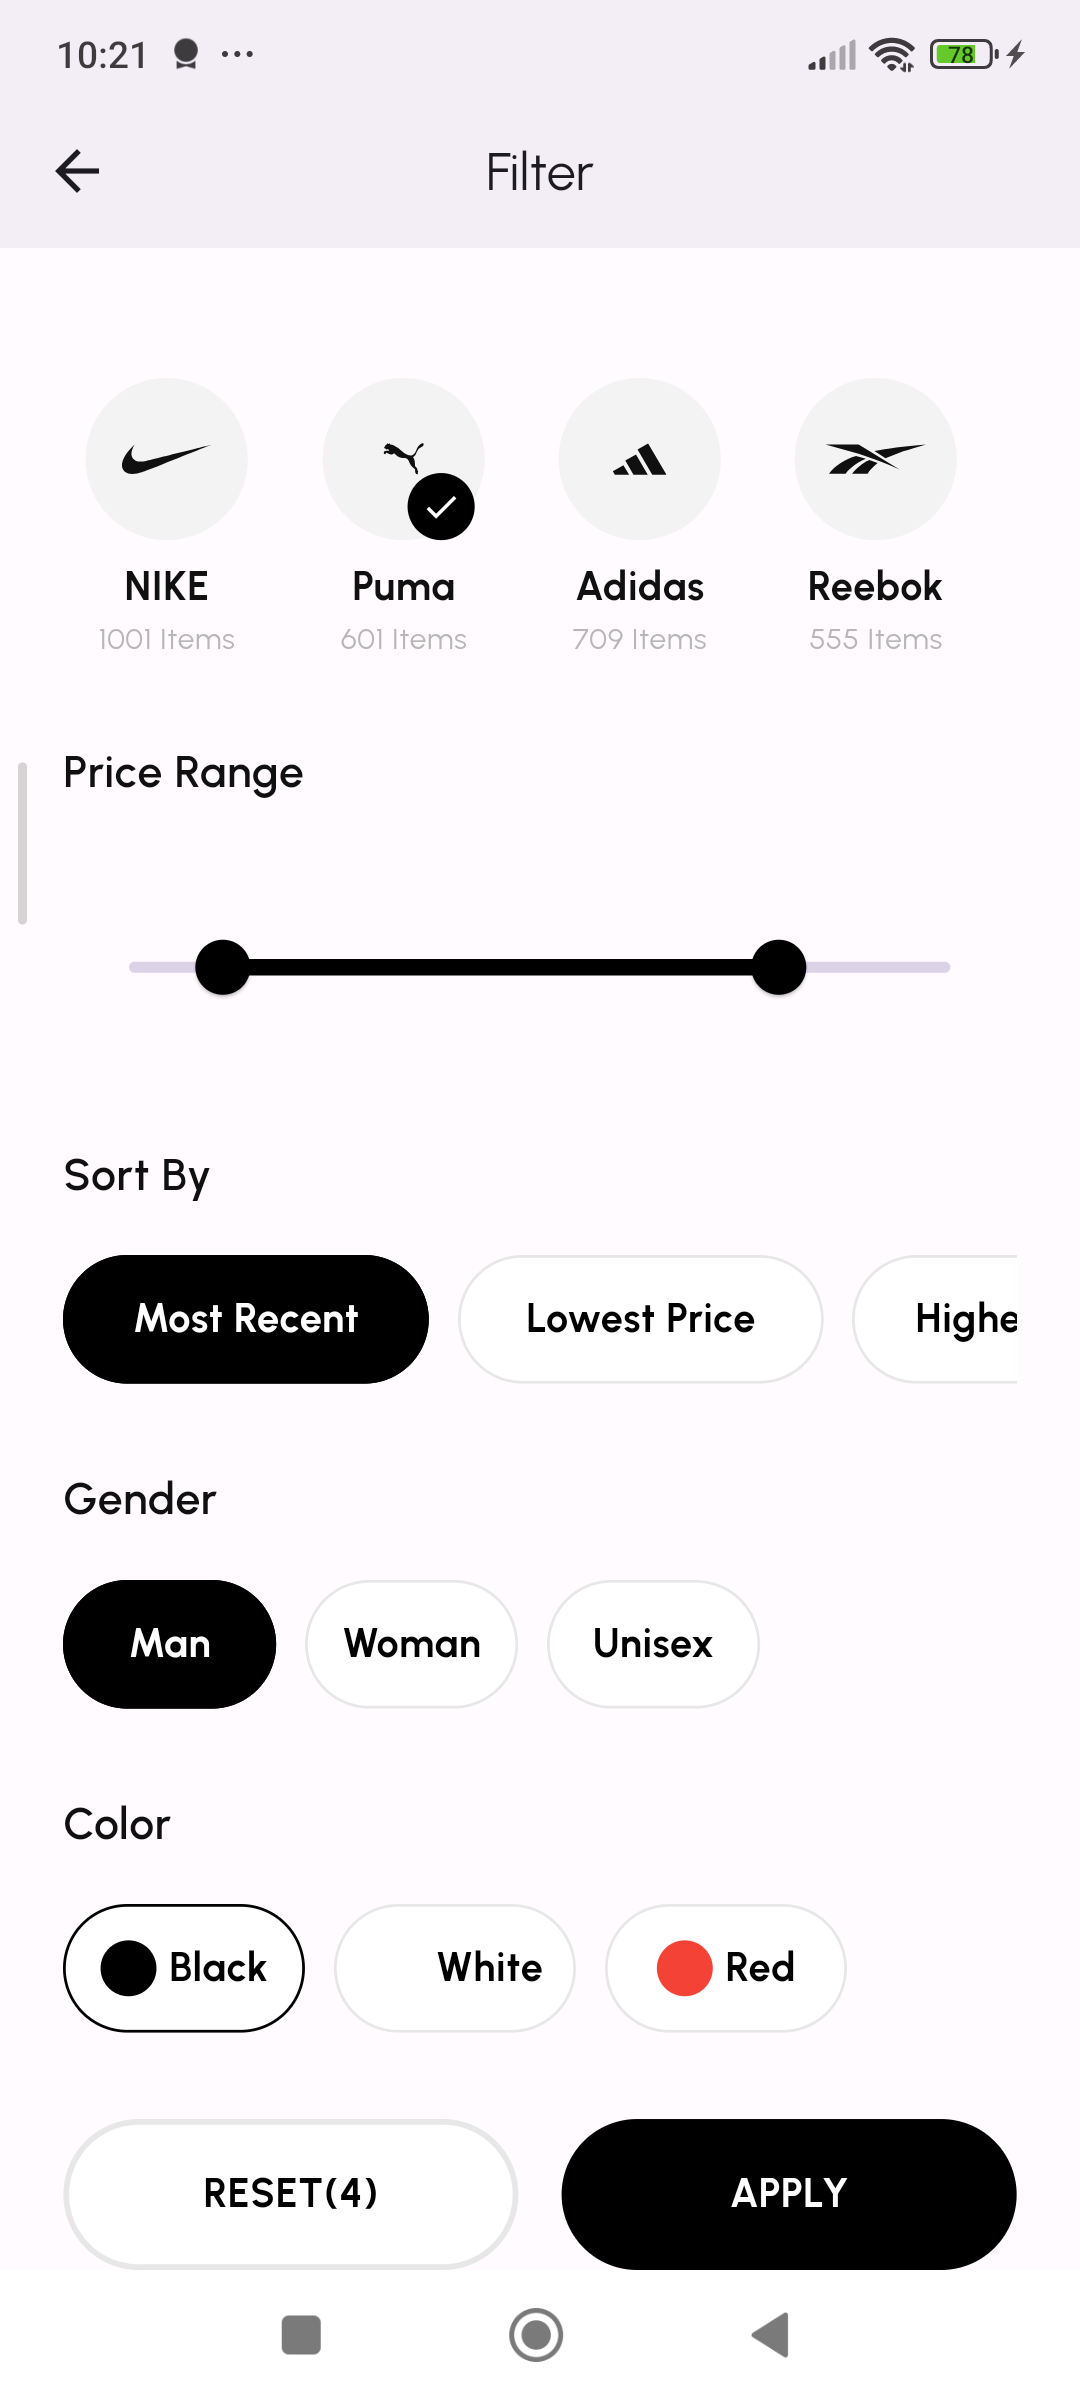 10:21
78
Filter
NIKE Puma Adidas Reebok
1001 Items 601 Items 709 Items 555 Items
Price Range
Sort By
Most Recent Lowest Price Highe
Gender
Man Woman Unisex
Color
Black White Red
RESET(4) APPLY